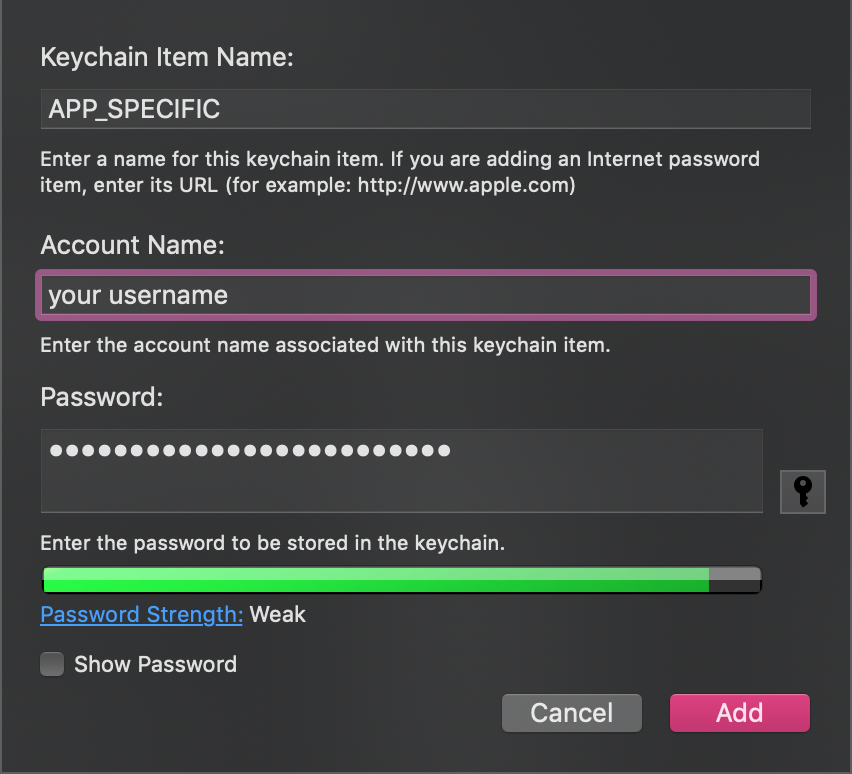 Keychain Item Name:
APP_SPECIFIC
Enter a name for this keychain item. If you are adding an Internet password
item, enter its URL (for example: http://www.apple.com)
Account Name:
your username
Enter the account name associated with this keychain item.
Password:
•••••••••••••••••••••••••
Enter the password to be stored in the keychain.
Password Strength: Weak
Show Password
Cancel Add